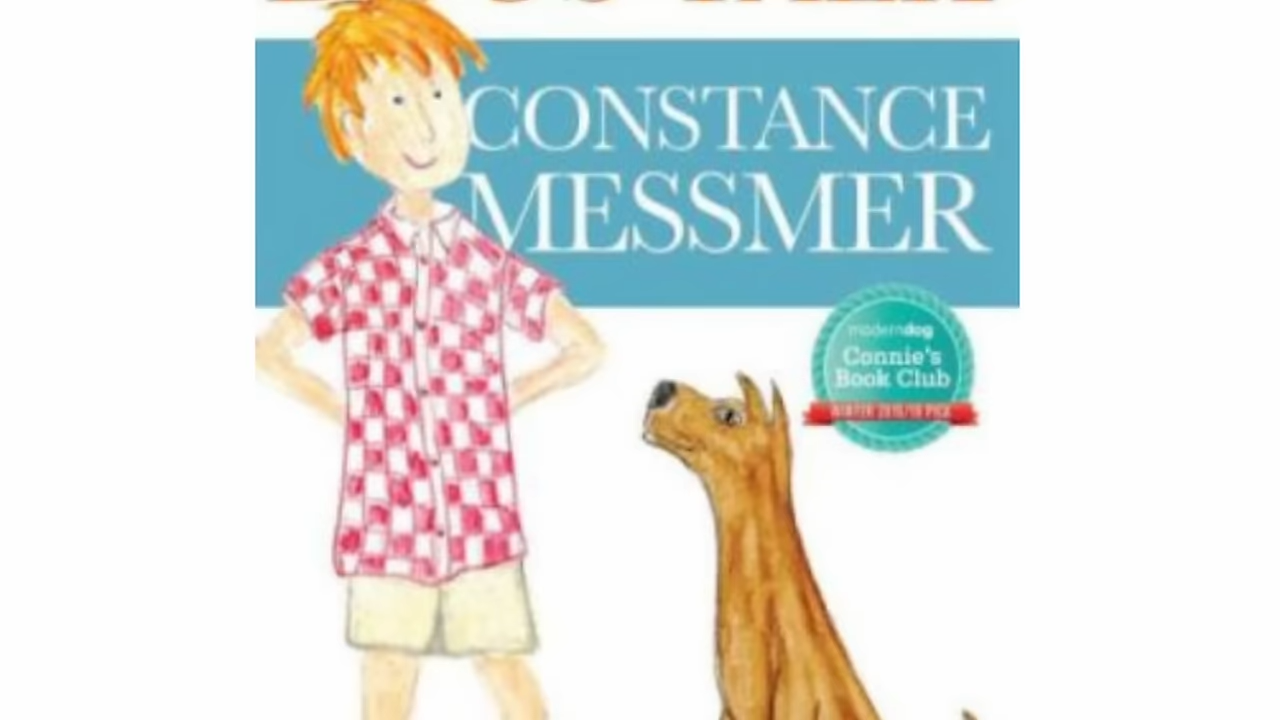 CONSTANCE
MESSMER
moderndog
Connie's
Book Club